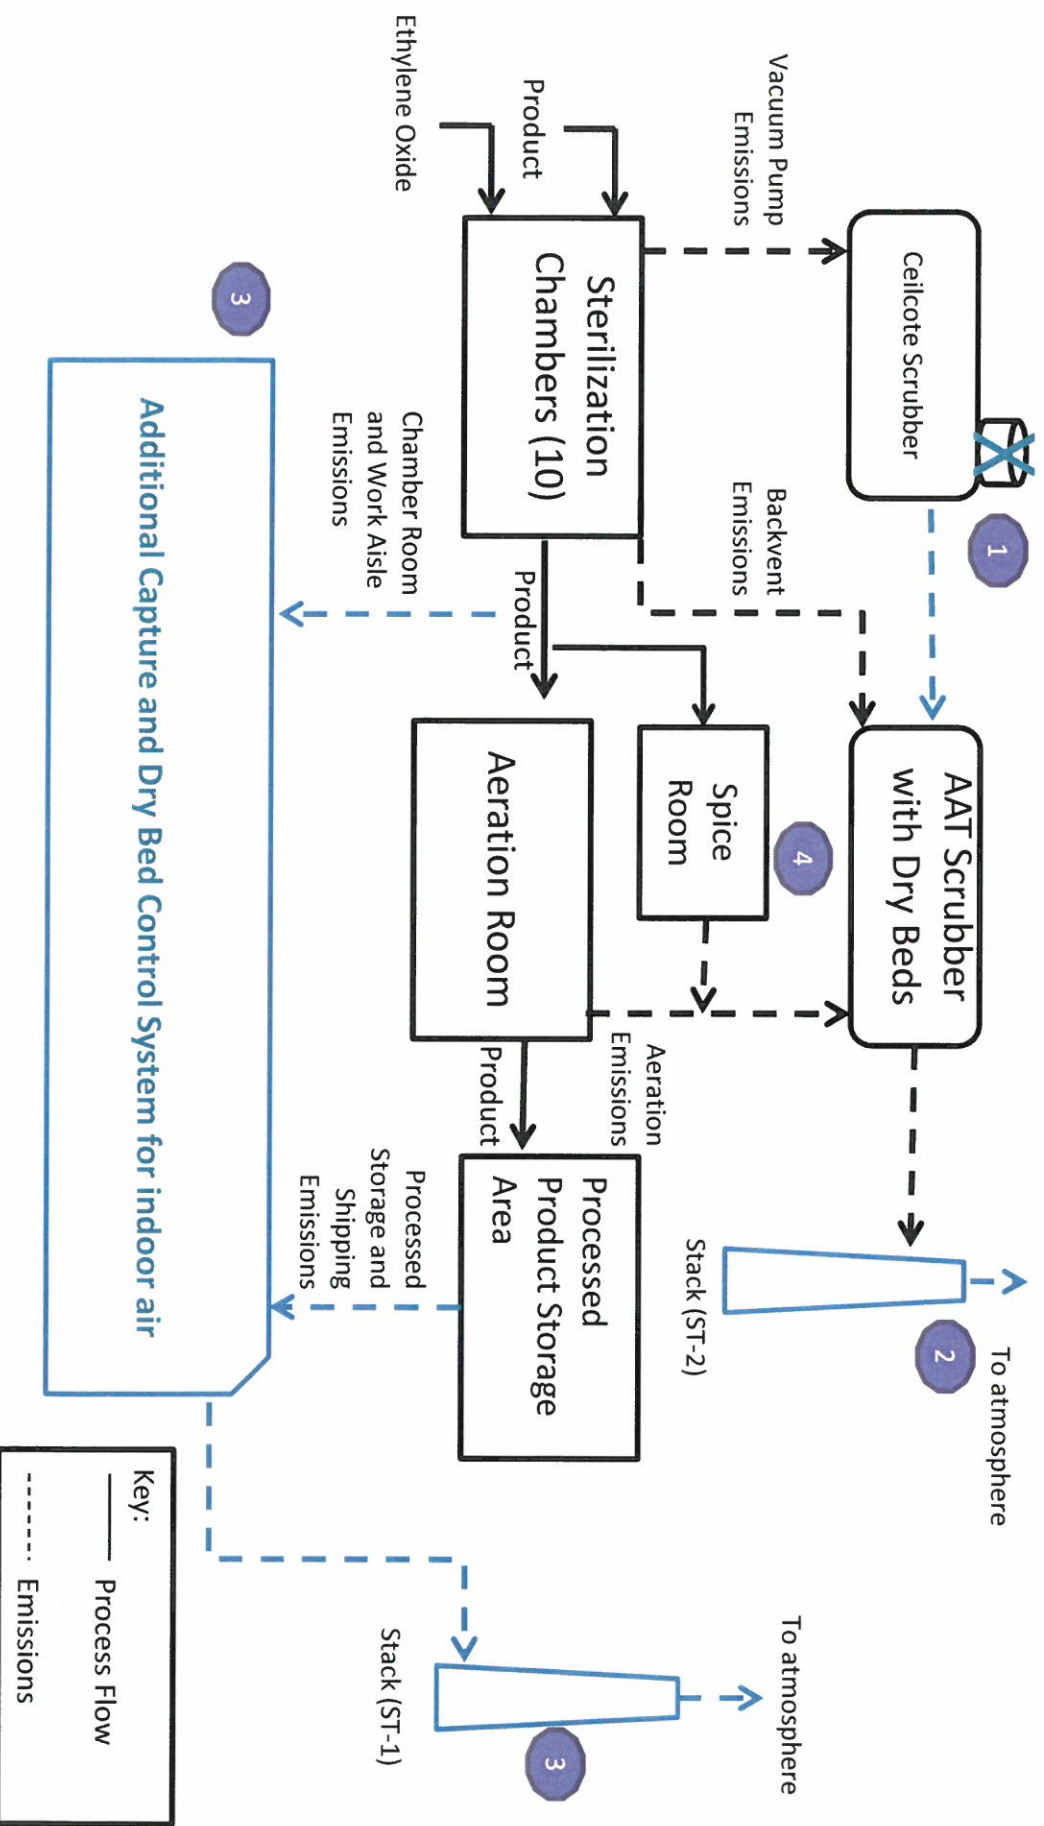 Ceilcote Scrubber
1
AAT Scrubber
with Dry Beds
To atmosphere
2
Stack (ST-2)
Vacuum Pump
Emissions
Backvent
Emissions
4
Spice
Room
Aeration
Emissions
To atmosphere
Product
Ethylene Oxide
Sterilization
Chambers (10)
Product
Aeration Room
Product
Processed
Product Storage
Area
3
Stack (ST-1)
Chamber Room
and Work Aisle
Emissions
Processed
Storage and
Shipping
Emissions
3
Additional Capture and Dry Bed Control System for indoor air
Key:
Process Flow
Emissions